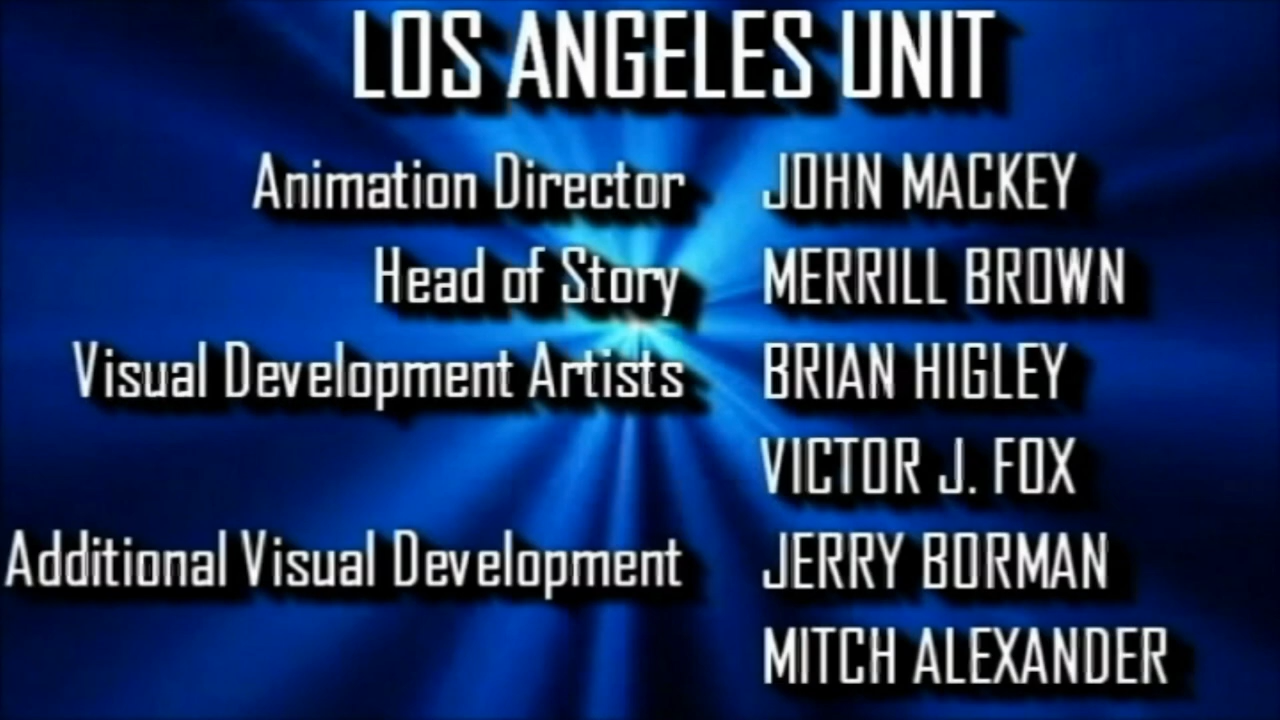 LOS ANGELES UNIT
Animation Director JOHN MACKEY
Head of Story MERRILL BROWN
Visual Development Artists BRIAN HIGLEY
VICTOR J. FOX
Additional Visual Development JERRY BORMAN
MITCH ALEXANDER